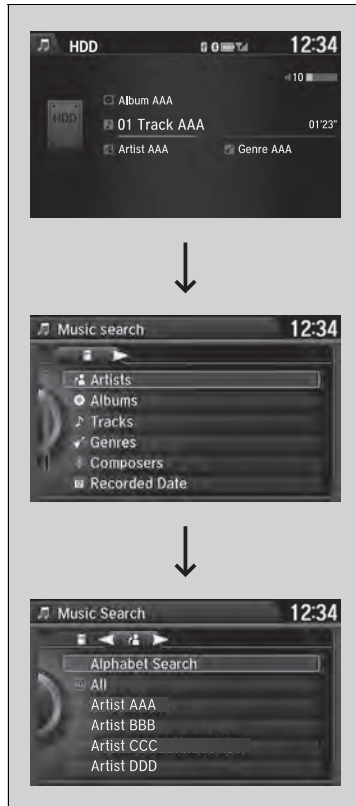 HDD 12:34
10
HDD
Album AAA
01 Track AAA 01'23"
Artist AAA Genre AAA
Music search 12:34
Artists
Albums
Tracks
Genres
Composers
Recorded Date
Music Search 12:34
Alphabet Search
All
Artist AAA
Artist BBB
Artist CCC
Artist DDD